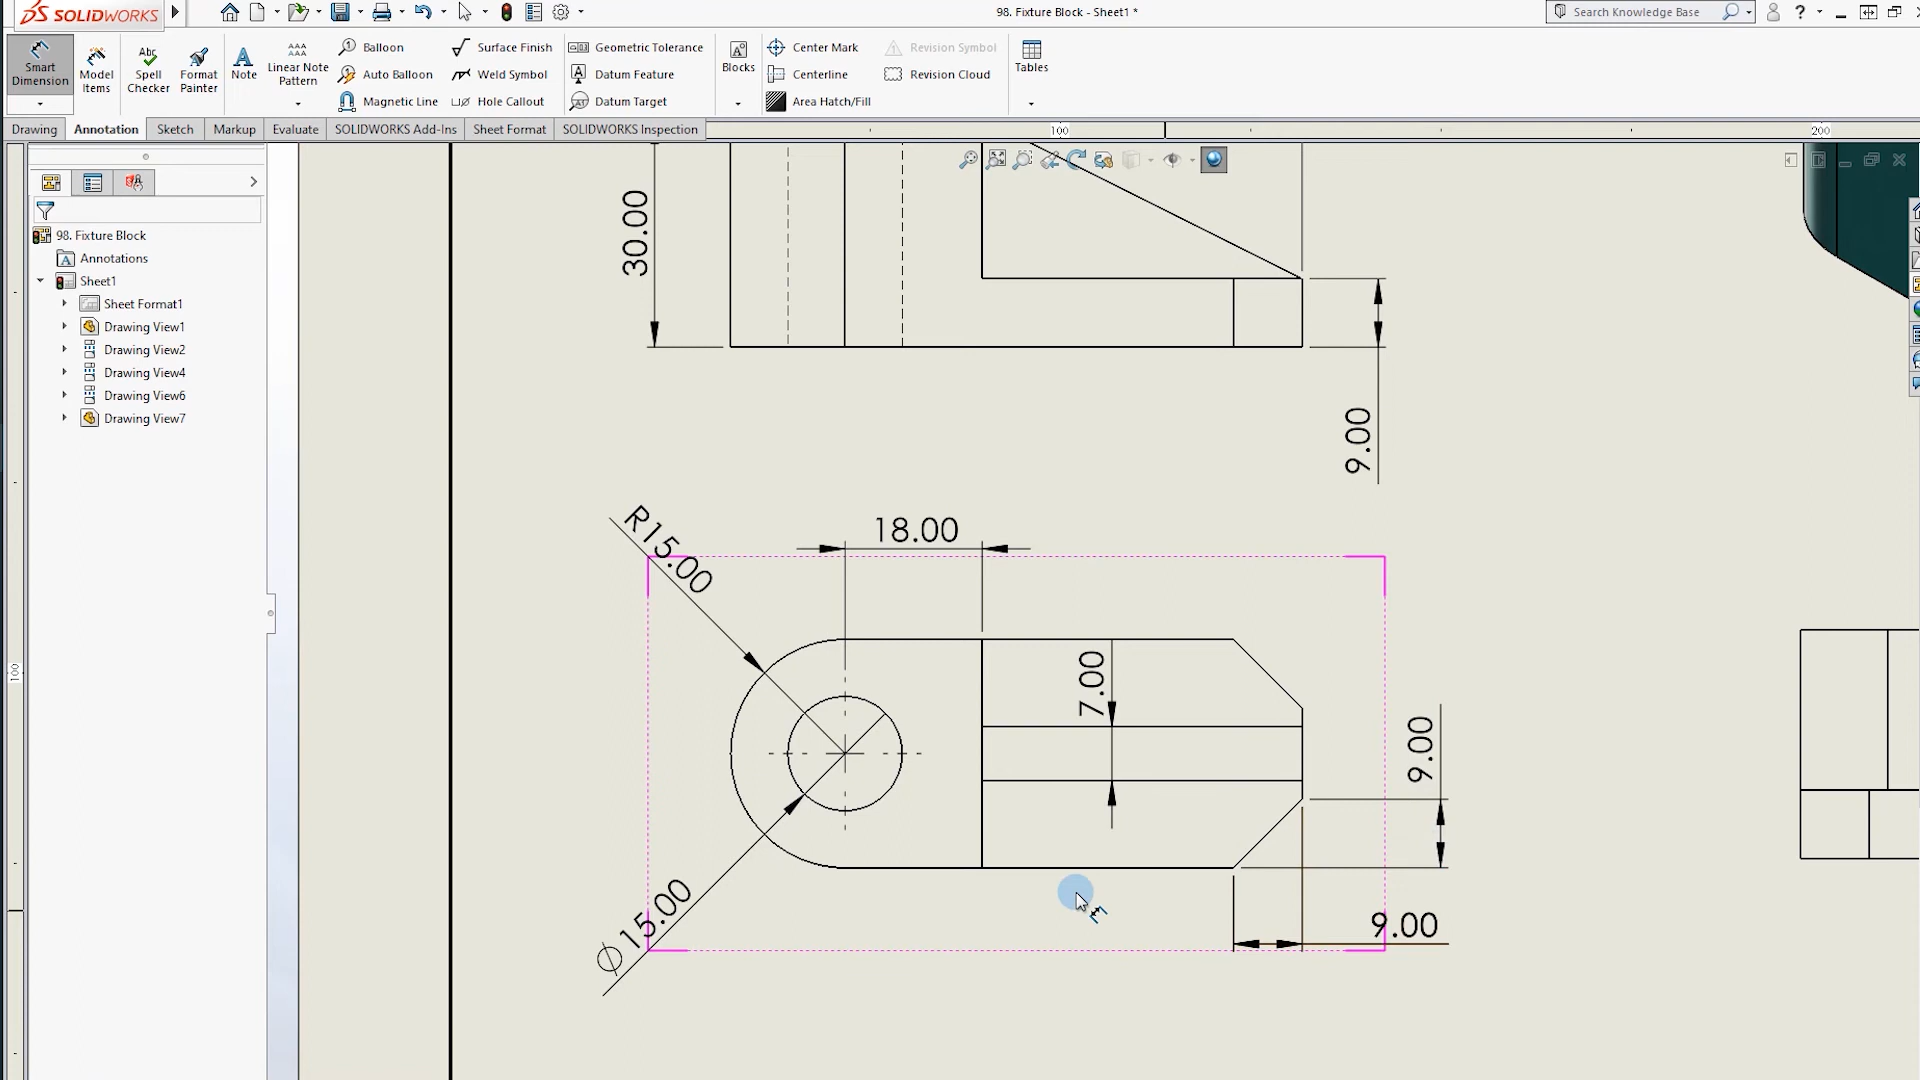 SOLIDWORKS
98. Fixture Block - Sheet1 *
Search Knowledge Base
?
Smart
Dimension
Model
Items
Spell
Checker
Format
Painter
Note
Linear Note
Pattern
Balloon
Auto Balloon
Magnetic Line
Surface Finish
Weld Symbol
Hole Callout
Geometric Tolerance
Datum Feature
Datum Target
Blocks
Center Mark
Centerline
Area Hatch/Fill
Revision Symbol
Revision Cloud
Tables
Drawing
Annotation
Sketch
Markup
Evaluate
SOLIDWORKS Add-Ins
Sheet Format
SOLIDWORKS Inspection
100
200
98. Fixture Block
Annotations
Sheet1
Sheet Format1
Drawing View1
Drawing View2
Drawing View4
Drawing View6
Drawing View7
100
30.00
9.00
18.00
R15.00
7.00
9.00
∅15.00
9.00